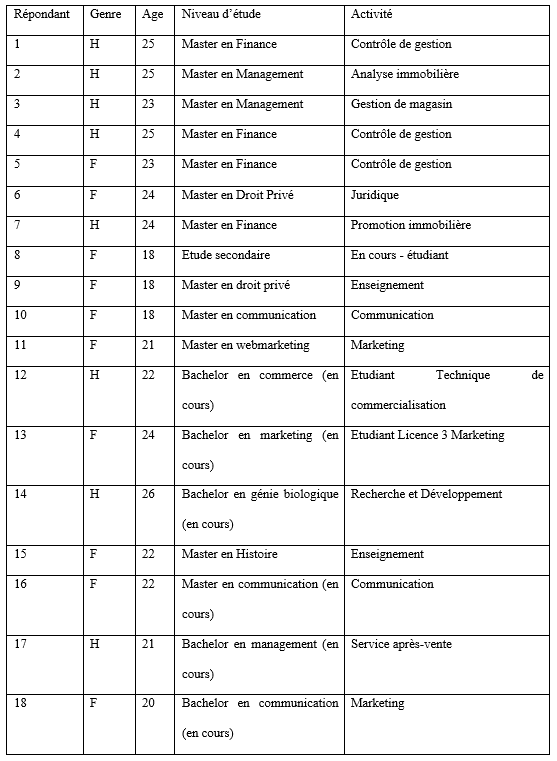 Répondant Genre Age Niveau d’étude Activité
1 H 25 Master en Finance Contrôle de gestion
2 H 25 Master en Management Analyse immobilière
3 H 23 Master en Management Gestion de magasin
4 H 25 Master en Finance Contrôle de gestion
5 F 23 Master en Finance Contrôle de gestion
6 F 24 Master en Droit Privé Juridique
7 H 24 Master en Finance Promotion immobilière
8 F 18 Etude secondaire En cours - étudiant
9 F 18 Master en droit privé Enseignement
10 F 18 Master en communication Communication
11 F 21 Master en webmarketing Marketing
12 H 22 Bachelor en commerce (en Etudiant Technique de
cours) commercialisation
13 F 24 Bachelor en marketing (en Etudiant Licence 3 Marketing
cours)
14 H 26 Bachelor en génie biologique Recherche et Développement
(en cours)
15 F 22 Master en Histoire Enseignement
16 F 22 Master en communication (en Communication
cours)
17 H 21 Bachelor en management (en Service après-vente
cours)
18 F 20 Bachelor en communication Marketing
(en cours)